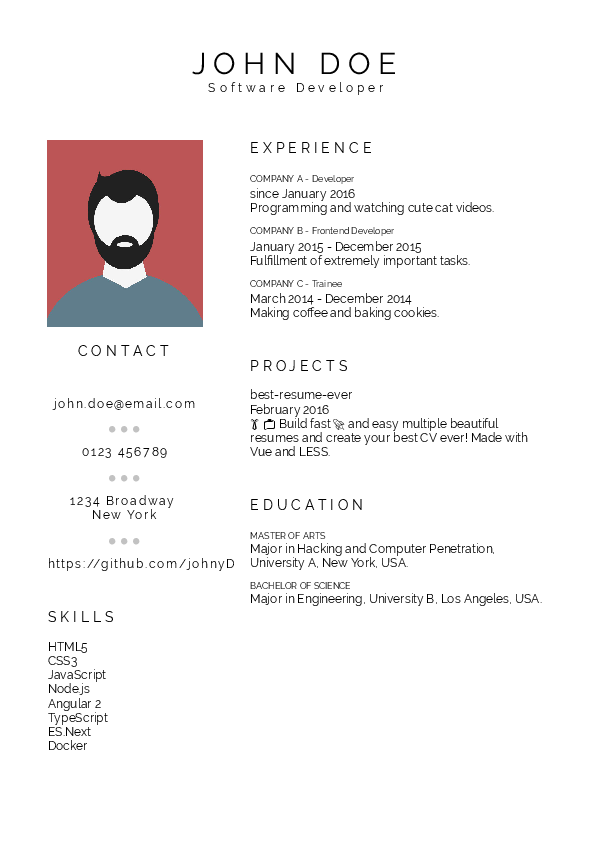 JOHN DOE
Software Developer
CONTACT
john.doe@email.com
0123 456789
1234 Broadway
New York
https://github.com/johnyD
SKILLS
HTML5
CSS3
JavaScript
Node.js
Angular 2
TypeScript
ES.Next
Docker
EXPERIENCE
COMPANY A - Developer
since January 2016
Programming and watching cute cat videos.
COMPANY B - Frontend Developer
January 2015 - December 2015
Fulfillment of extremely important tasks.
COMPANY C - Trainee
March 2014 - December 2014
Making coffee and baking cookies.
PROJECTS
best-resume-ever
February 2016
👔 💼 Build fast 🚀 and easy multiple beautiful
resumes and create your best CV ever! Made with
Vue and LESS.
EDUCATION
MASTER OF ARTS
Major in Hacking and Computer Penetration,
University A, New York, USA.
BACHELOR OF SCIENCE
Major in Engineering, University B, Los Angeles, USA.